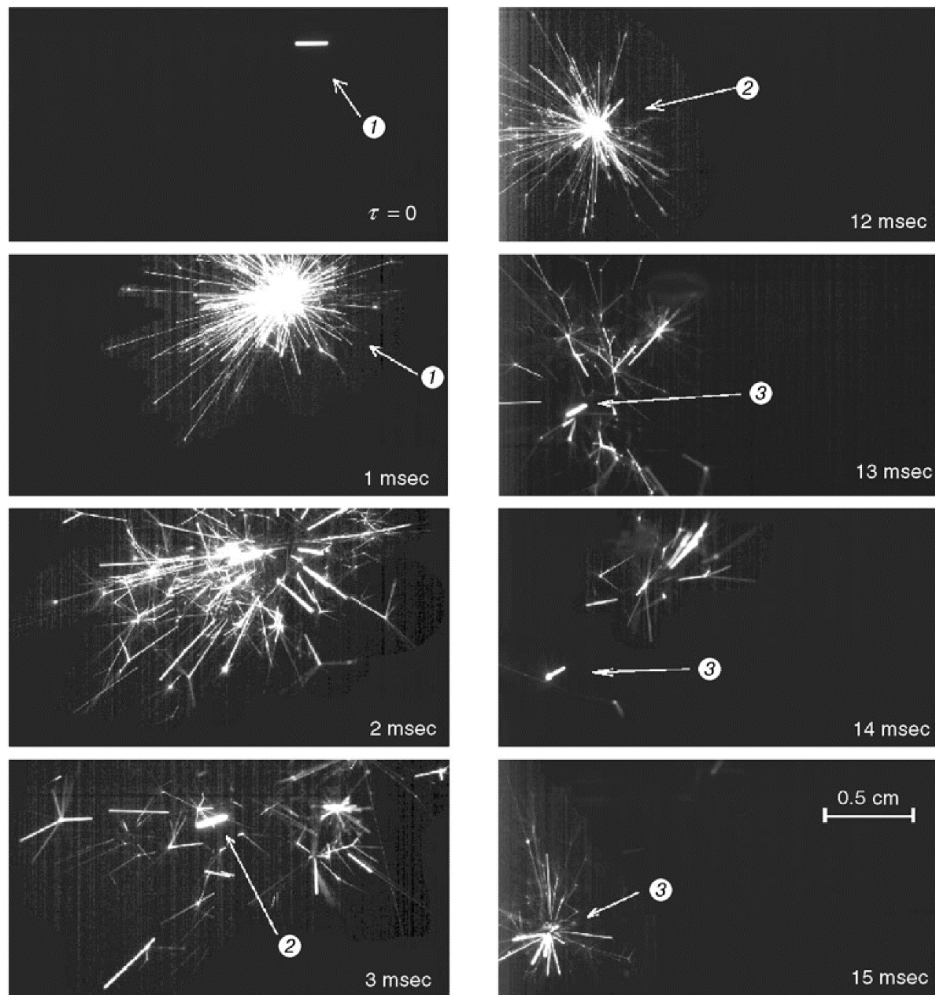 1
τ = 0
1
1 msec
2 msec
2
3 msec
2
12 msec
3
13 msec
3
14 msec
0.5 cm
3
15 msec